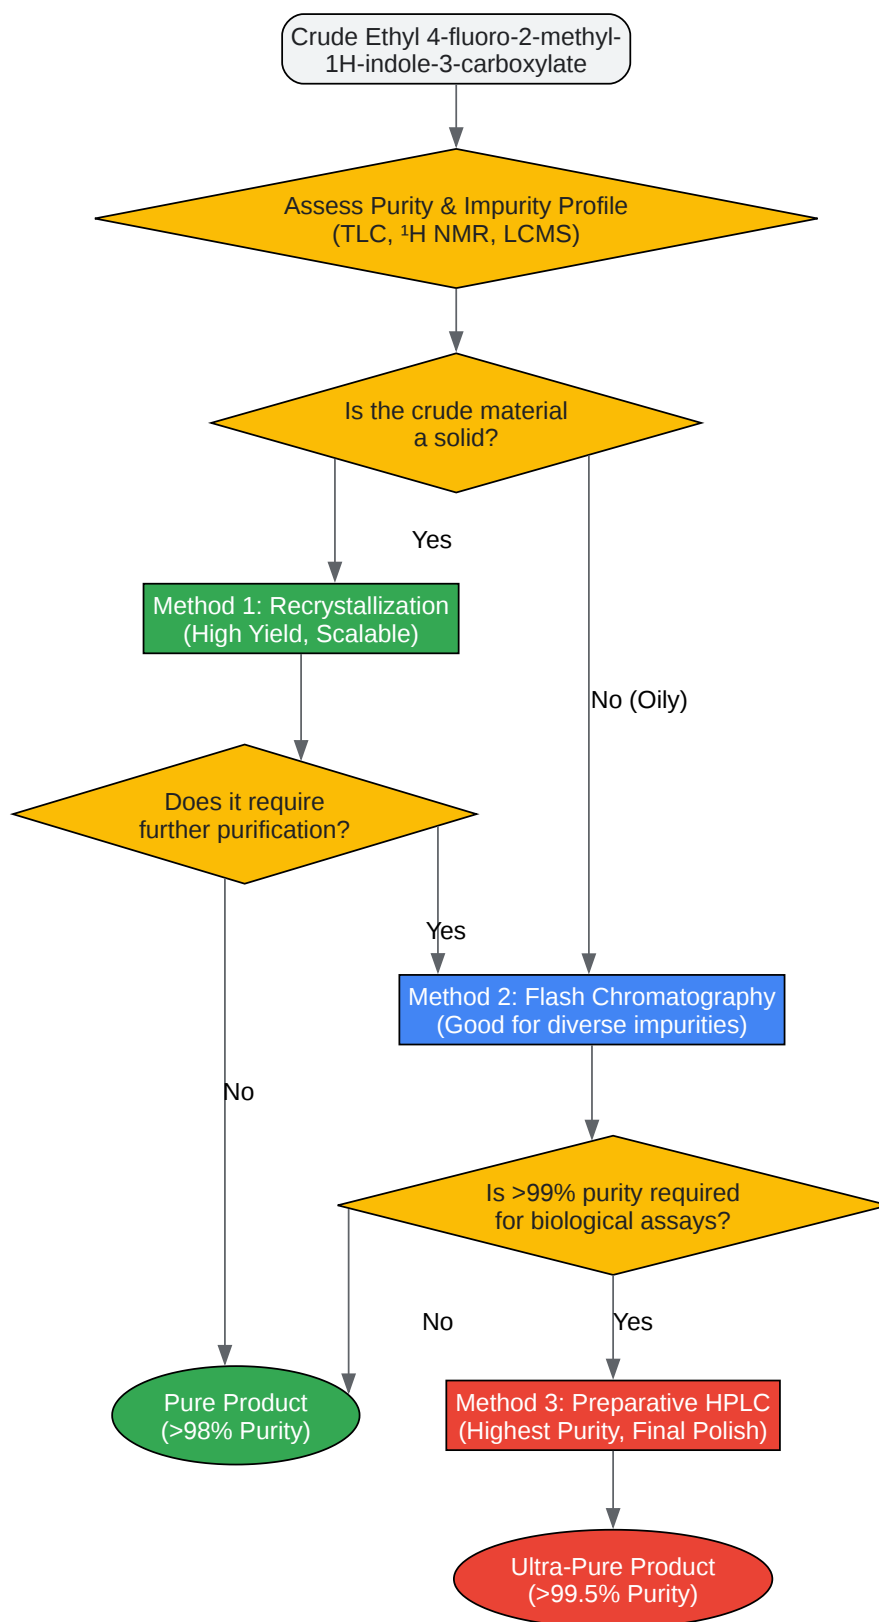 Crude Ethyl 4-fluoro-2-methyl-
1H-indole-3-carboxylate
Assess Purity & Impurity Profile
(TLC, ¹H NMR, LCMS)
Is the crude material
a solid?
Yes
Method 1: Recrystallization
(High Yield, Scalable)
No (Oily)
Does it require
further purification?
Yes
Method 2: Flash Chromatography
(Good for diverse impurities)
No
Is >99% purity required
for biological assays?
No
Yes
Pure Product
(>98% Purity)
Method 3: Preparative HPLC
(Highest Purity, Final Polish)
Ultra-Pure Product
(>99.5% Purity)